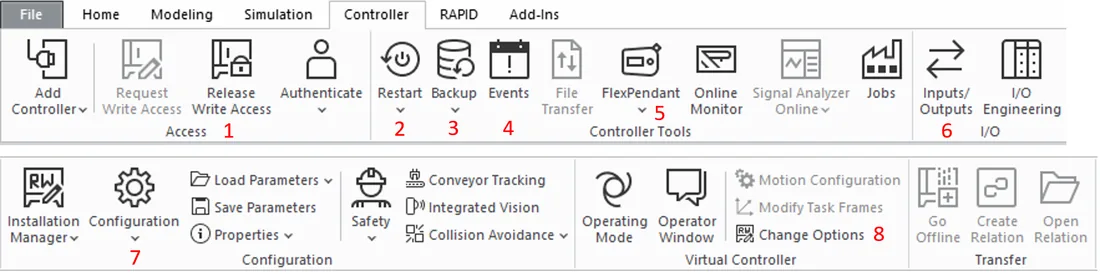 File Home Modeling Simulation Controller RAPID Add-Ins
Add Request Release Authenticate Restart Backup Events File FlexPendant Online Signal Analyzer Jobs Inputs/ I/O
Controller Write Access Write Access Transfer Monitor Online Outputs Engineering
5
Access 1 2 3 4 Controller Tools 6 I/O
RW Load Parameters Conveyor Tracking Motion Configuration
Installation Configuration Save Parameters Safety Integrated Vision Operating Operator Modify Task Frames Go Create Open
Manager 7 Properties Collision Avoidance Mode Window RW Change Options 8 Offline Relation Relation
Configuration Virtual Controller Transfer